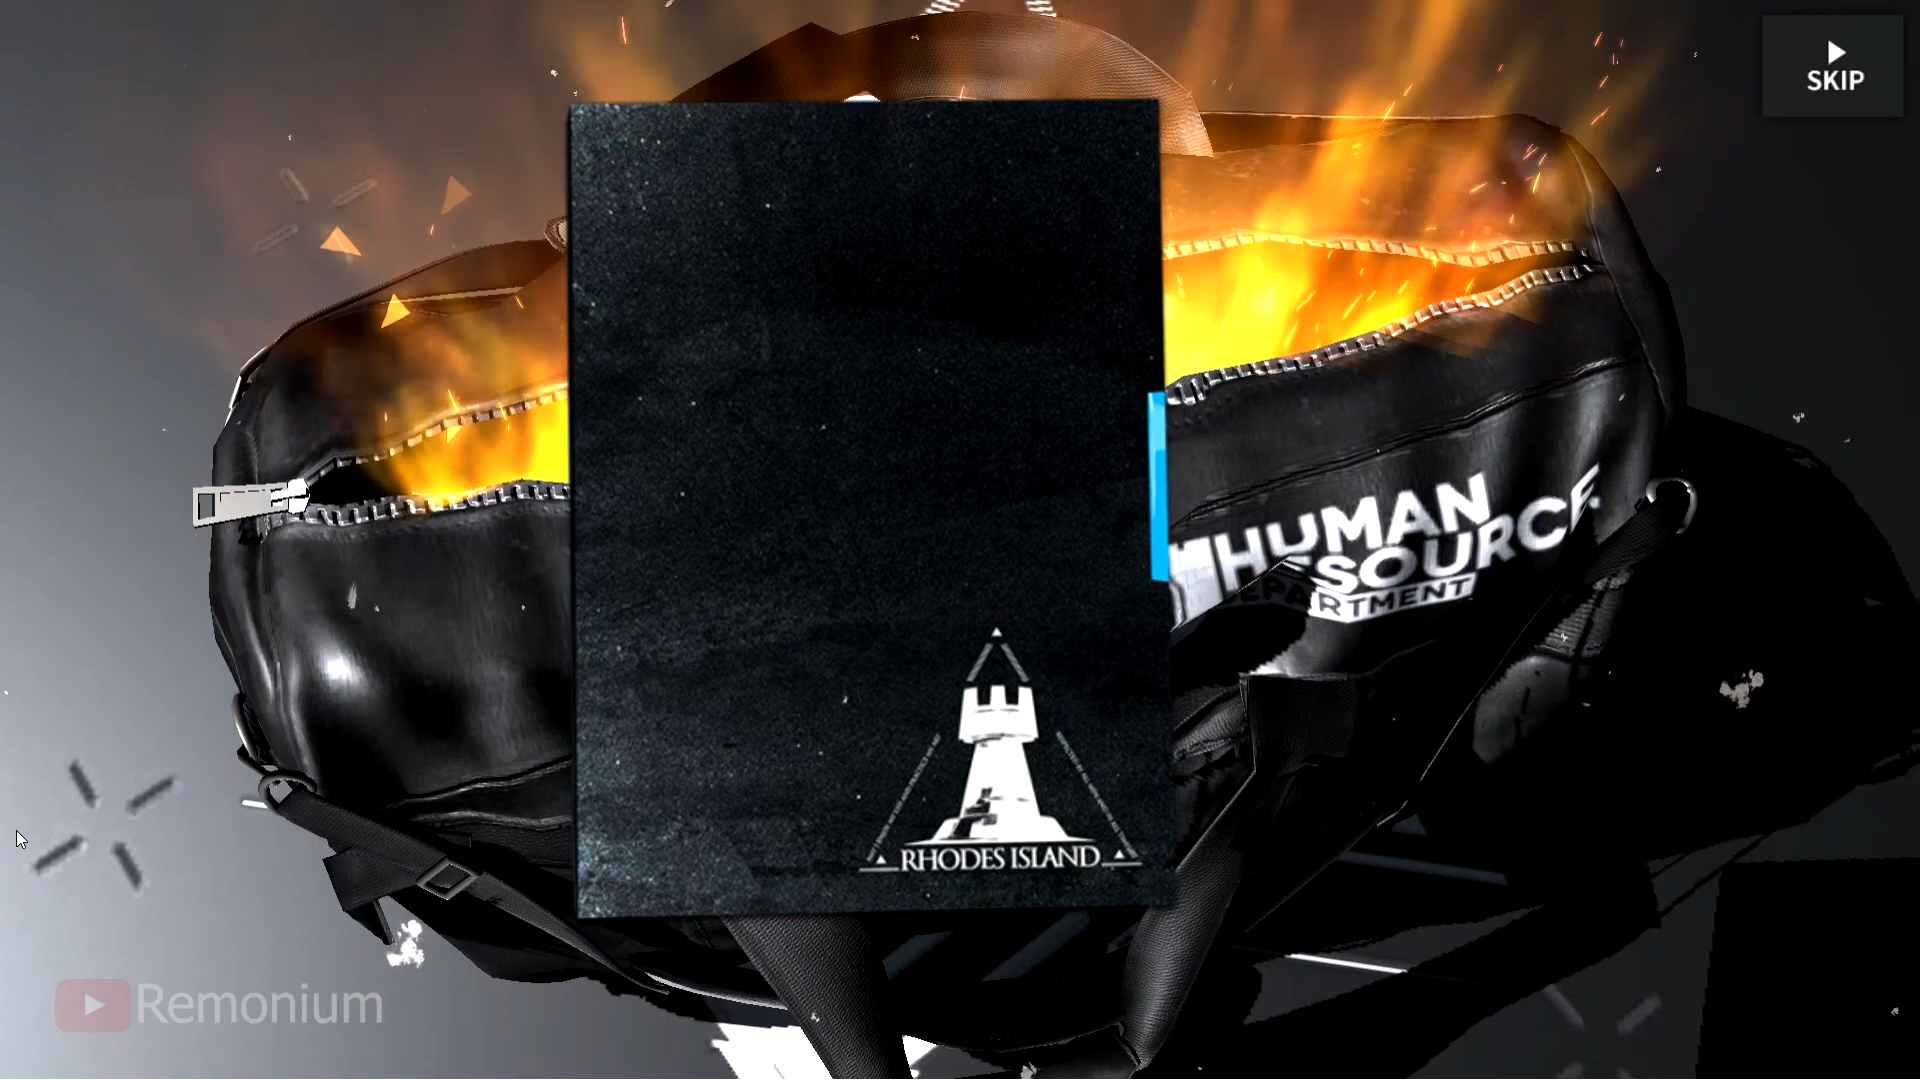 SKIP
HUMAN
RESOURCE
DEPARTMENT
RHODES ISLAND
Remonium